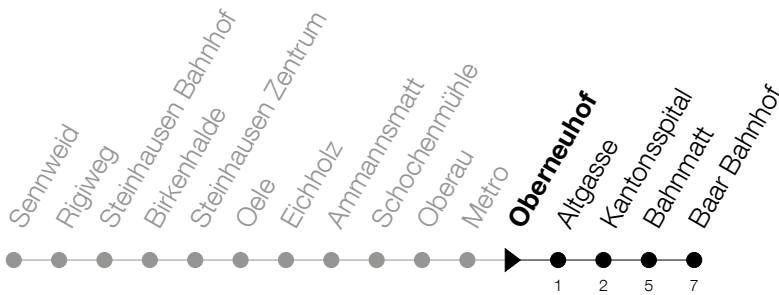 Sennweid
Rigiweg
Steinhausen Bahnhof
Birkenhalde
Steinhausen Zentrum
Oele
Eichholz
Ammannsmatt
Schochenmühle
Oberau
Metro
Oberneuhof
Altgasse
Kantonsspital
Bahnmatt
Baar Bahnhof
1 2 5 7